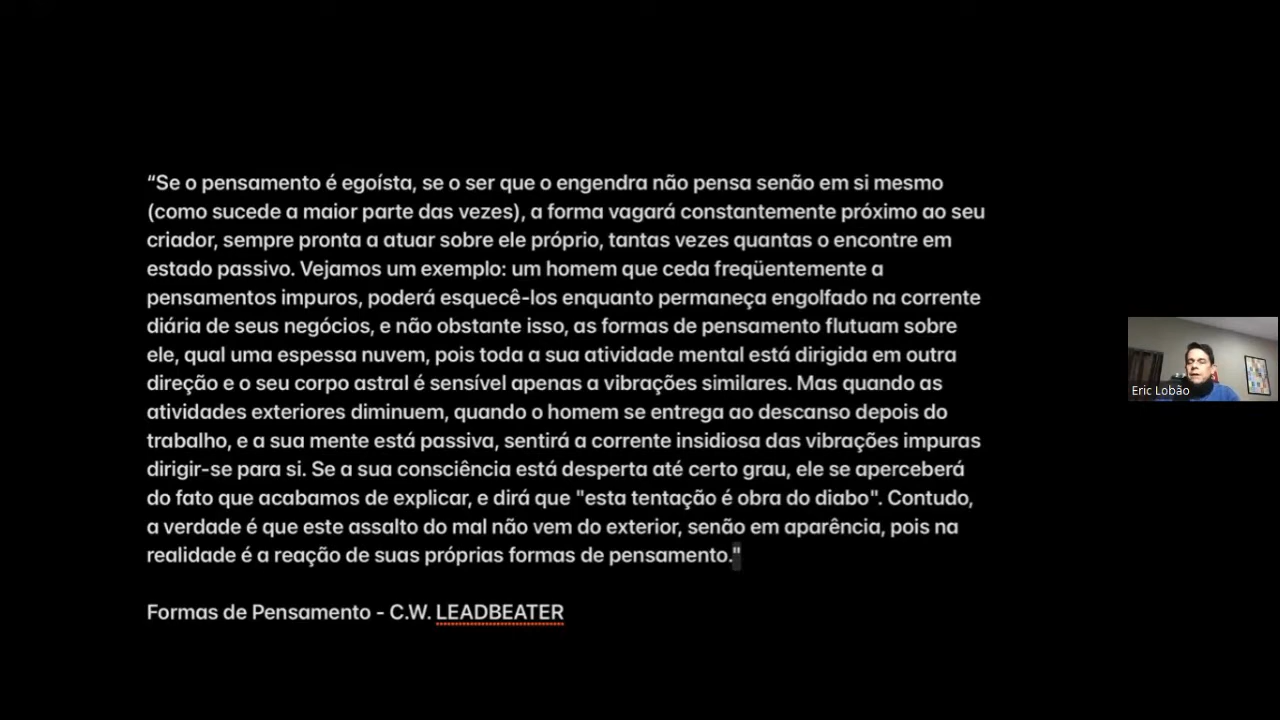 “Se o pensamento é egoísta, se o ser que o engendra não pensa senão em si mesmo
(como sucede a maior parte das vezes), a forma vagará constantemente próximo ao seu
criador, sempre pronta a atuar sobre ele próprio, tantas vezes quantas o encontre em
estado passivo. Vejamos um exemplo: um homem que ceda freqüentemente a
pensamentos impuros, poderá esquecê-los enquanto permaneça engolfado na corrente
diária de seus negócios, e não obstante isso, as formas de pensamento flutuam sobre
ele, qual uma espessa nuvem, pois toda a sua atividade mental está dirigida em outra
direção e o seu corpo astral é sensível apenas a vibrações similares. Mas quando as
atividades exteriores diminuem, quando o homem se entrega ao descanso depois do
trabalho, e a sua mente está passiva, sentirá a corrente insidiosa das vibrações impuras
dirigir-se para si. Se a sua consciência está desperta até certo grau, ele se aperceberá
do fato que acabamos de explicar, e dirá que "esta tentação é obra do diabo". Contudo,
a verdade é que este assalto do mal não vem do exterior, senão em aparência, pois na
realidade é a reação de suas próprias formas de pensamento."
Formas de Pensamento - C.W. LEADBEATER
Eric Lobão